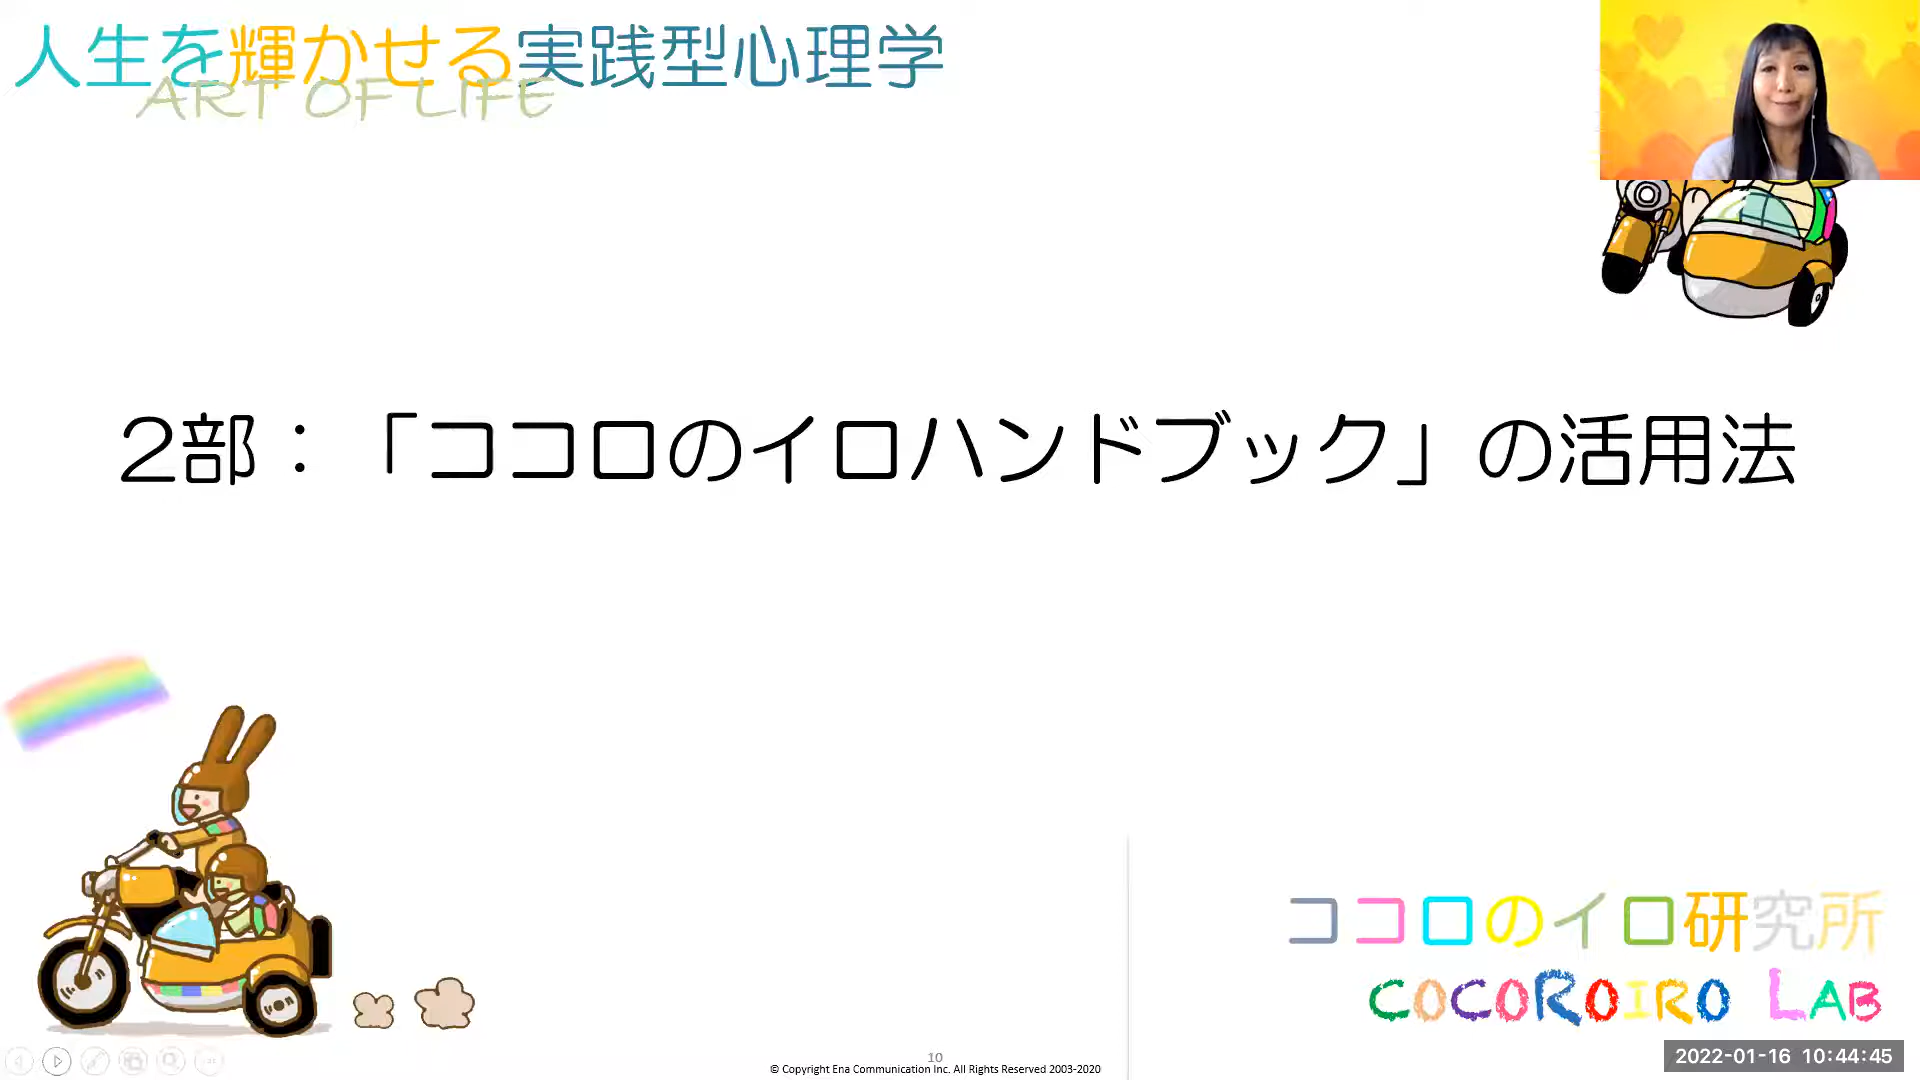 人生を輝かせる実践型心理学
ART OF LIFE
2部：「ココロのイロハンドブック」の活用法
ココロのイロ研究所
COCOROIRO LAB
10
© Copyright Ena Communication Inc. All Rights Reserved 2003-2020
2022-01-16 10:44:45